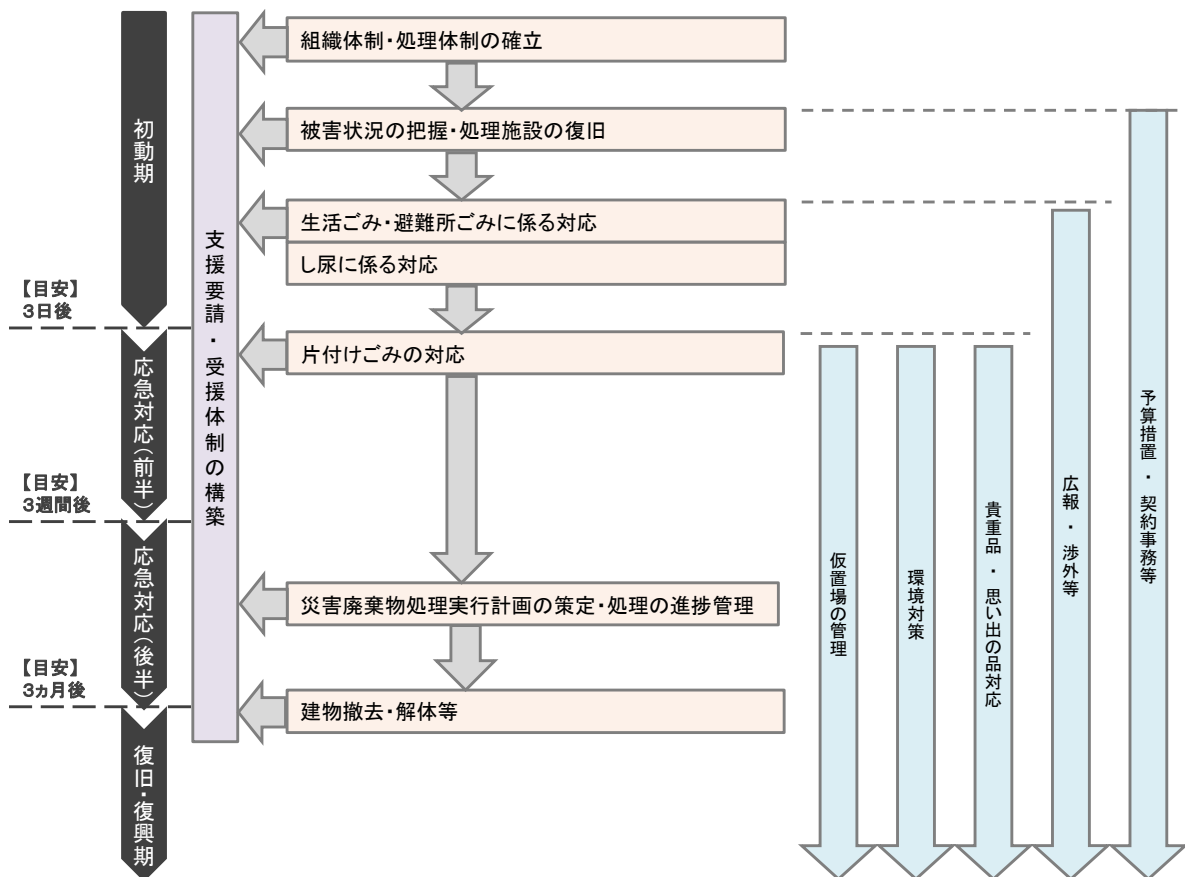 初動期
【目安】
3日後
応急対応(前半)
【目安】
3週間後
応急対応(後半)
【目安】
3ヵ月後
復旧・復興期
支援要請・受援体制の構築
組織体制・処理体制の確立
被害状況の把握・処理施設の復旧
生活ごみ・避難所ごみに係る対応
し尿に係る対応
片付けごみの対応
災害廃棄物処理実行計画の策定・処理の進捗管理
建物撤去・解体等
仮置場の管理
環境対策
貴重品・思い出の品対応
広報・渉外等
予算措置・契約事務等